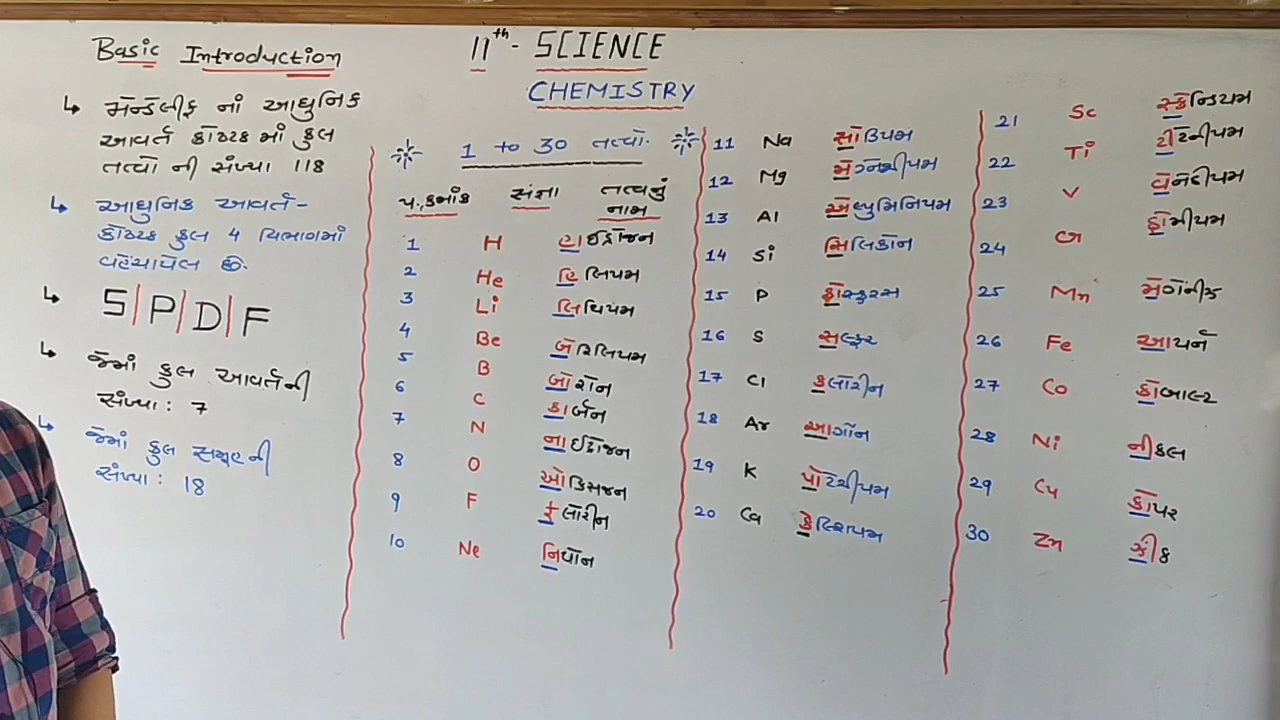 11th - SCIENCE
CHEMISTRY
Basic Introduction
↳ મેન્ડેલીફ નાં આધુનિક
આવર્ત કોષ્ટક માં કુલ
તત્વો ની સંખ્યા 118
↳ આધુનિક આવર્ત-
કોષ્ટક કુલ 4 વિભાગમાં
વહેંચાયેલ છે.
↳ S|P|D|F
↳ જેમાં કુલ આવર્તની
સંખ્યા : 7
↳ જેમાં કુલ સમૂહ ની
સંખ્યા : 18
1 to 30 તત્વો.
પ.ક્રમાંક સંજ્ઞા તત્વનું
નામ
1 H હાઈડ્રોજન
2 He હિલિયમ
3 Li લિથિયમ
4 Be બેરિલિયમ
5 B બોરોન
6 C કાર્બન
7 N નાઈટ્રોજન
8 O ઓક્સિજન
9 F ફ્લોરીન
10 Ne નિયોન
11 Na સોડિયમ
12 Mg મેગ્નેશીયમ
13 Al એલ્યુમિનિયમ
14 Si સિલિકોન
15 P ફોસ્ફરસ
16 S સલ્ફર
17 Cl ક્લોરીન
18 Ar આર્ગોન
19 K પોટેશીયમ
20 Ca કેલ્શિયમ
21 Sc સ્કેન્ડિયમ
22 Ti ટીટેનીયમ
23 V વેનેડીયમ
24 Cr ક્રોમીયમ
25 Mn મેંગેનીઝ
26 Fe આયર્ન
27 Co કોબાલ્ટ
28 Ni નીકલ
29 Cu કોપર
30 Zn ઝીંક